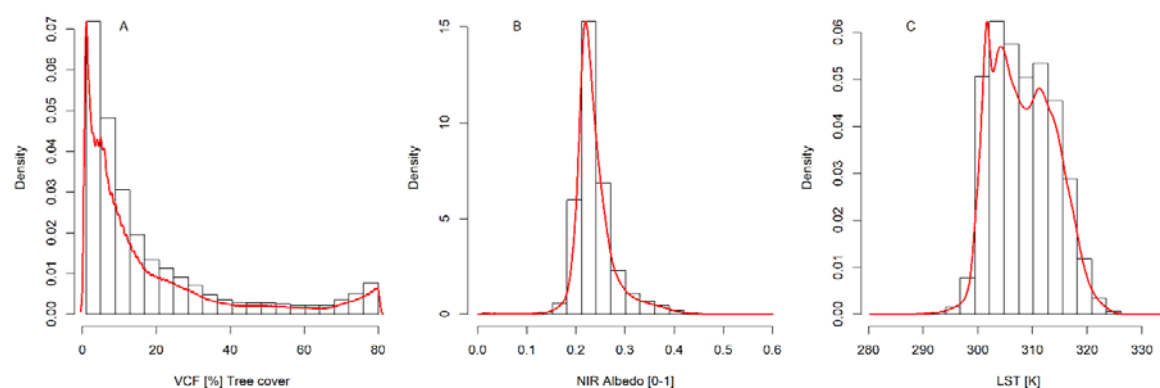 A
Density
0.00 0.01 0.02 0.03 0.04 0.05 0.06 0.07
0 20 40 60 80
VCF [%] Tree cover
B
Density
0 5 10 15
0.0 0.1 0.2 0.3 0.4 0.5 0.6
NIR Albedo [0-1]
C
Density
0.00 0.01 0.02 0.03 0.04 0.05 0.06
280 290 300 310 320 330
LST [K]